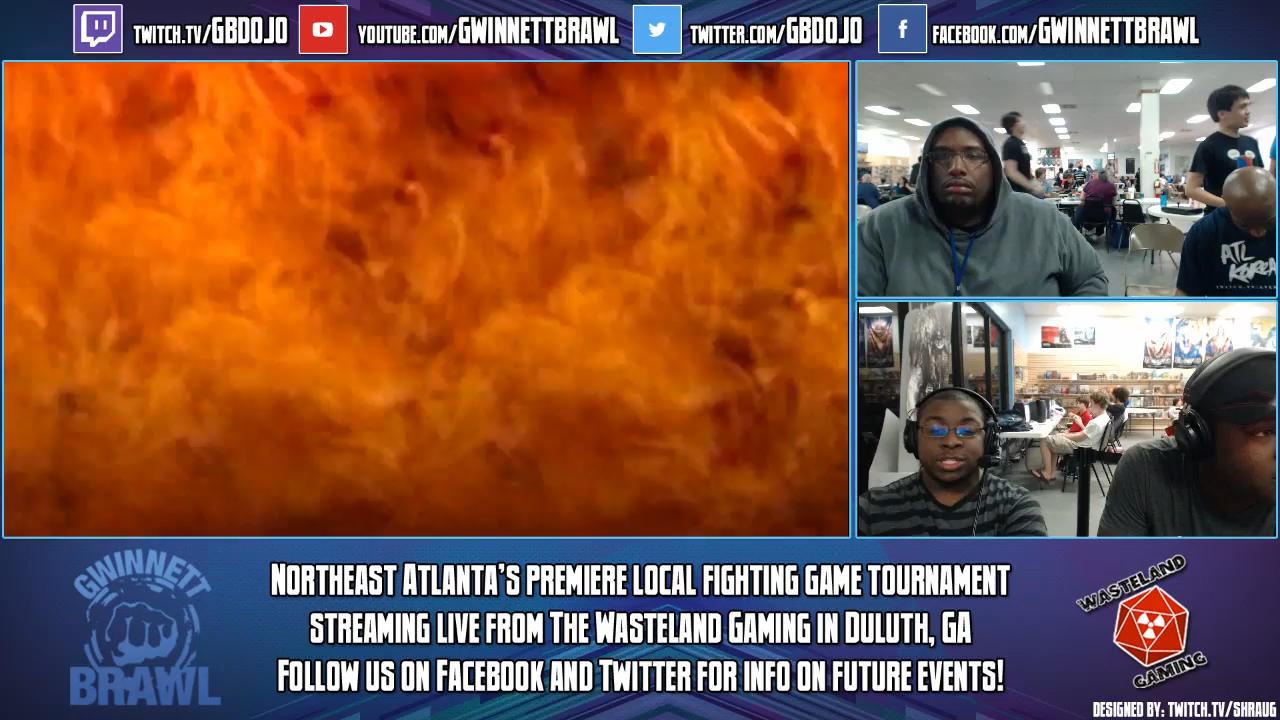 TWITCH.TV/GBDOJO YOUTUBE.COM/GWINNETTBRAWL TWITTER.COM/GBDOJO FACEBOOK.COM/GWINNETTBRAWL
ATL
KOREA
GWINNETT
BRAWL
NORTHEAST ATLANTA'S PREMIERE LOCAL FIGHTING GAME TOURNAMENT
STREAMING LIVE FROM THE WASTELAND GAMING IN DULUTH, GA
FOLLOW US ON FACEBOOK AND TWITTER FOR INFO ON FUTURE EVENTS!
WASTELAND
GAMING
DESIGNED BY: TWITCH.TV/SHRAUG